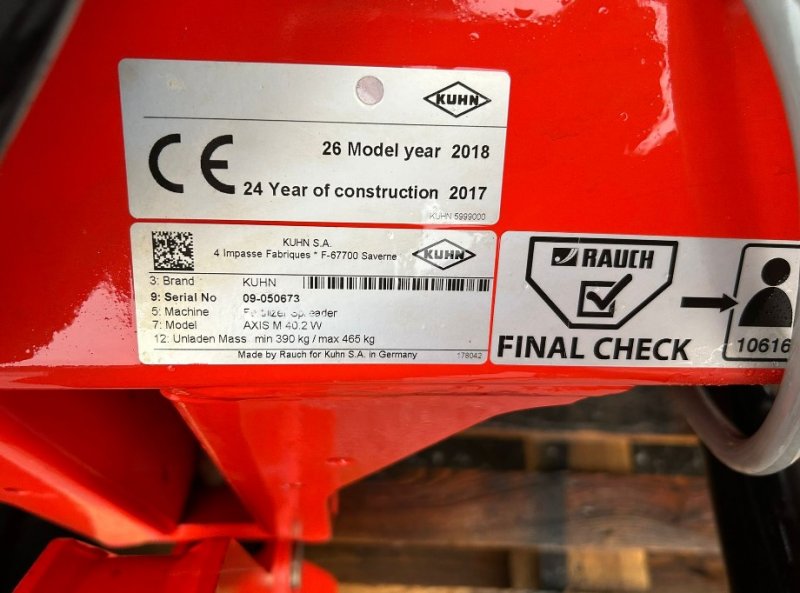 KUHN
CE
26 Model year 2018
24 Year of construction 2017
KUHN 5999000
KUHN S.A.
4 Impasse Fabriques * F-67700 Saverne
KUHN
3: Brand KUHN
9: Serial No 09-050673
5: Machine Fertilizer Spreader
7: Model AXIS M 40.2 W
12: Unladen Mass min 390 kg / max 465 kg
Made by Rauch for Kuhn S.A. in Germany 178042
RAUCH
FINAL CHECK
10616